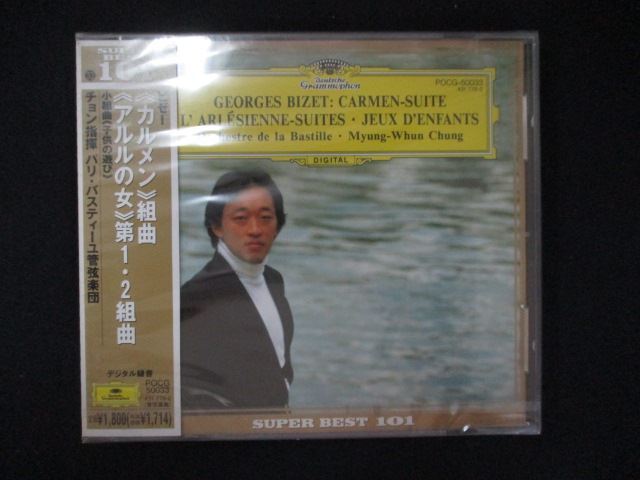 SUPER BEST
101
ビゼー
《カルメン》組曲
《アルルの女》第1・2組曲
小組曲《子供の遊び》
チョン指揮 パリ・バスティーユ管弦楽団
デジタル録音
POCG
50033
¥1,800 ¥1,714
Deutsche
Grammophon
POCG-50033
GEORGES BIZET: CARMEN-SUITE
L'ARLÉSIENNE-SUITES · JEUX D'ENFANTS
de la Bastille · Myung-Whun Chung
DIGITAL
SUPER BEST 101